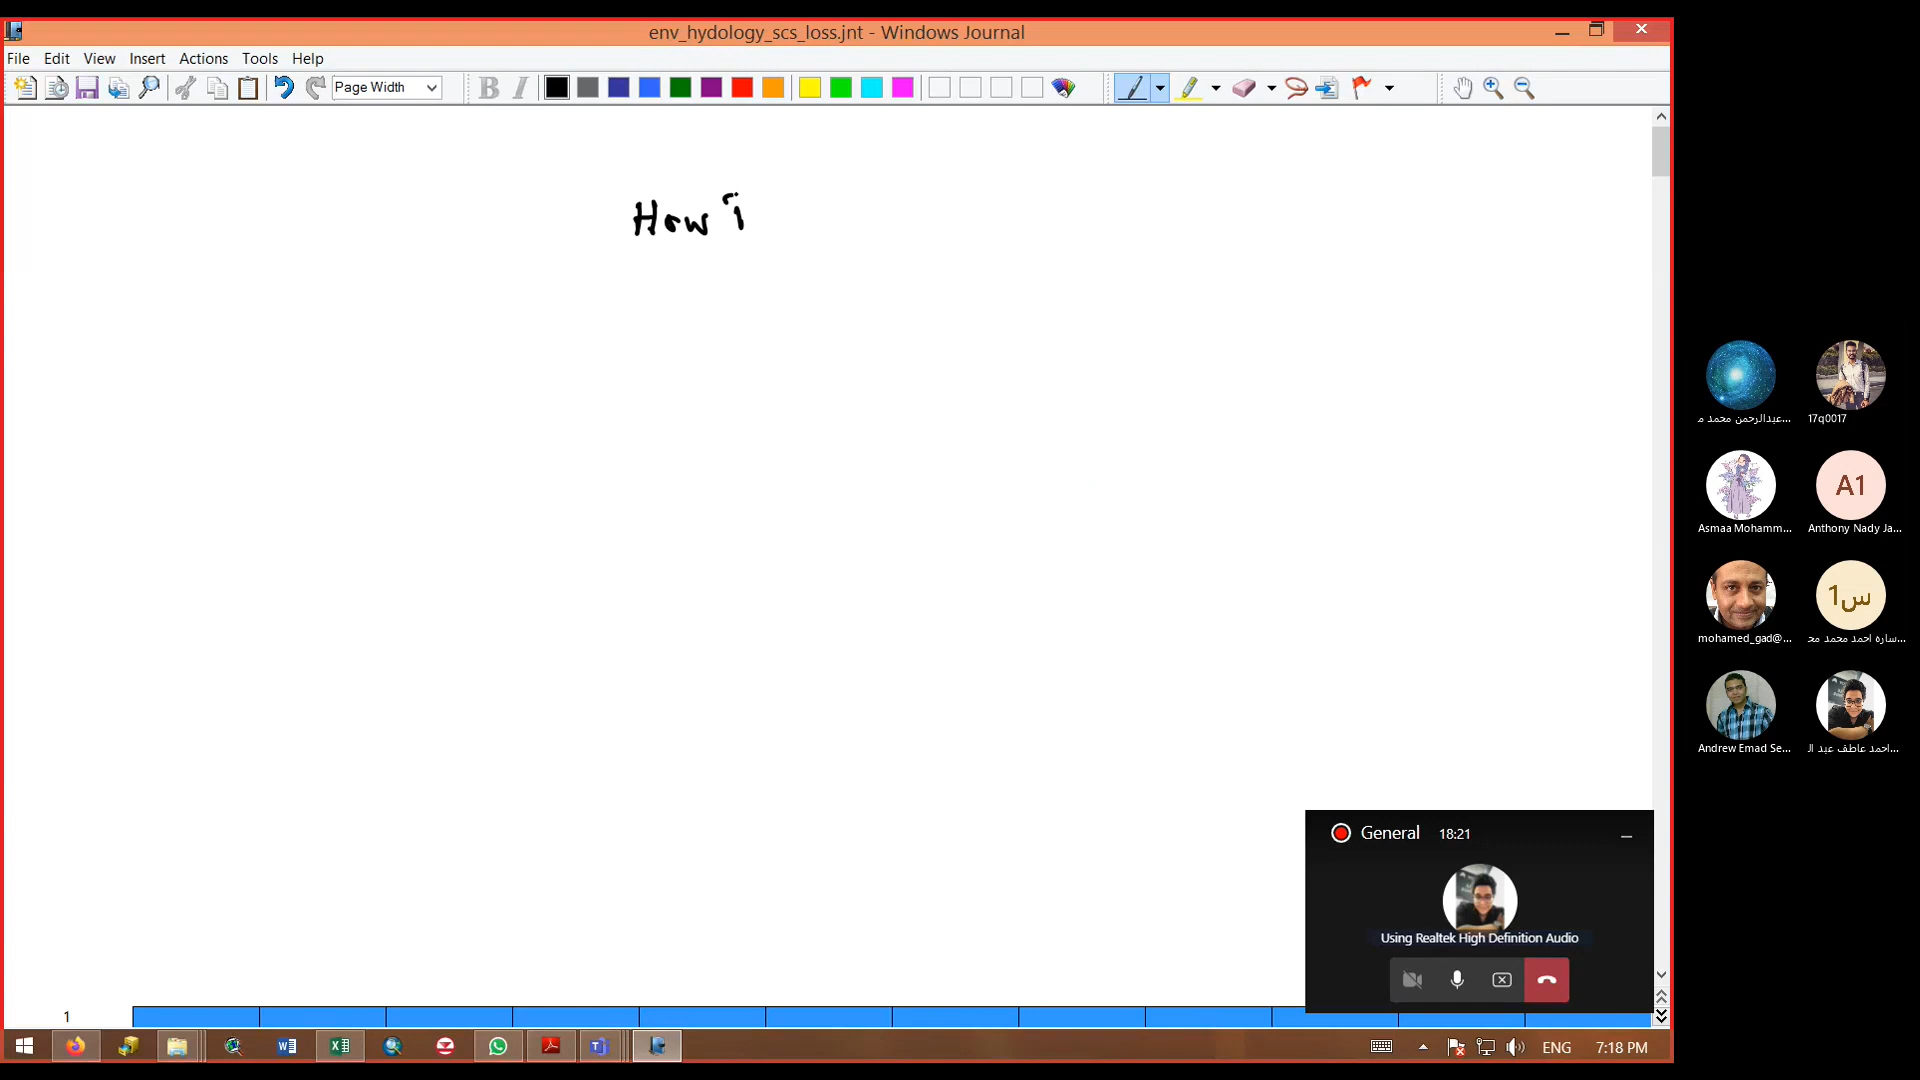 env_hydology_scs_loss.jnt - Windows Journal
File Edit View Insert Actions Tools Help
Page Width
B I
How i
عبدالرحمن محمد م...
17q0017
Asmaa Mohamm...
A1
Anthony Nady Ja...
mohamed_gad@...
س1
ساره احمد محمد مح...
Andrew Emad Se...
احمد عاطف عبد ال...
General 18:21
Using Realtek High Definition Audio
1
ENG 7:18 PM